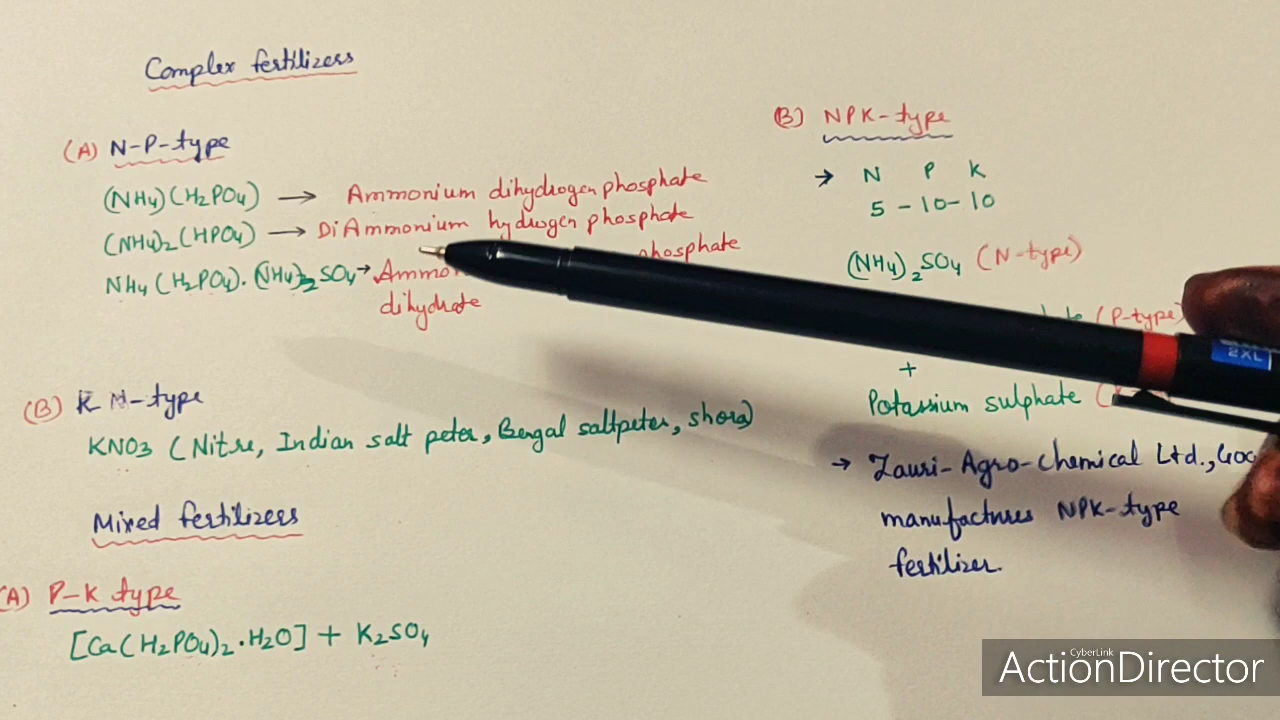 Complex fertilizers
(A) N-P-type
(NH4)(H2PO4) → Ammonium dihydrogen phosphate
(NH4)2(HPO4) → DiAmmonium hydrogen phosphate
NH4(H2PO4).(NH4)2SO4 → phosphate
dihydrate
(B) K N-type
KNO3 (Nitre, Indian salt peter, Bengal saltpeter, shora)
Mixed fertilizers
(A) P-K type
[Ca(H2PO4)2.H2O] + K2SO4
(B) NPK-type
→ N P K
5-10-10
(NH4)2SO4 (N-type)
(P-type)
+
Potassium sulphate
→ Zauri-Agro-chemical Ltd.,
manufactures NPK-type
fertilizer.
2XL
CyberLink
ActionDirector